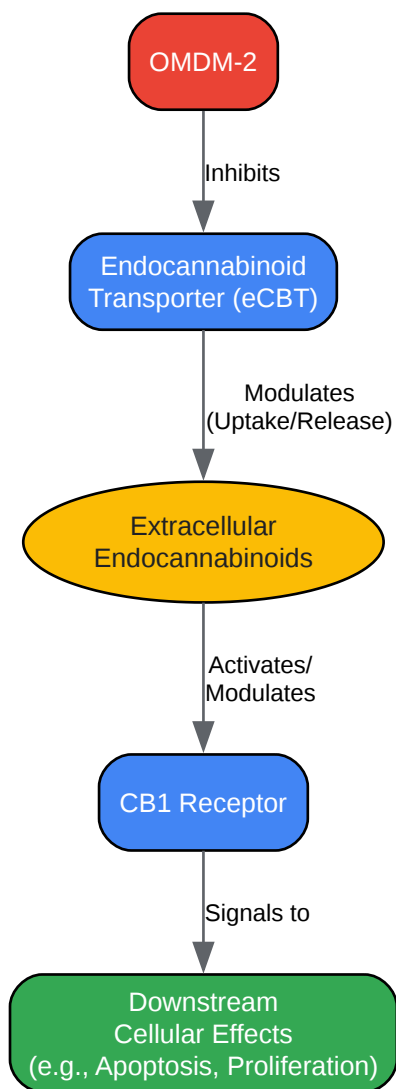 OMDM-2
Inhibits
Endocannabinoid
Transporter (eCBT)
Modulates
(Uptake/Release)
Extracellular
Endocannabinoids
Activates/
Modulates
CB1 Receptor
Signals to
Downstream
Cellular Effects
(e.g., Apoptosis, Proliferation)